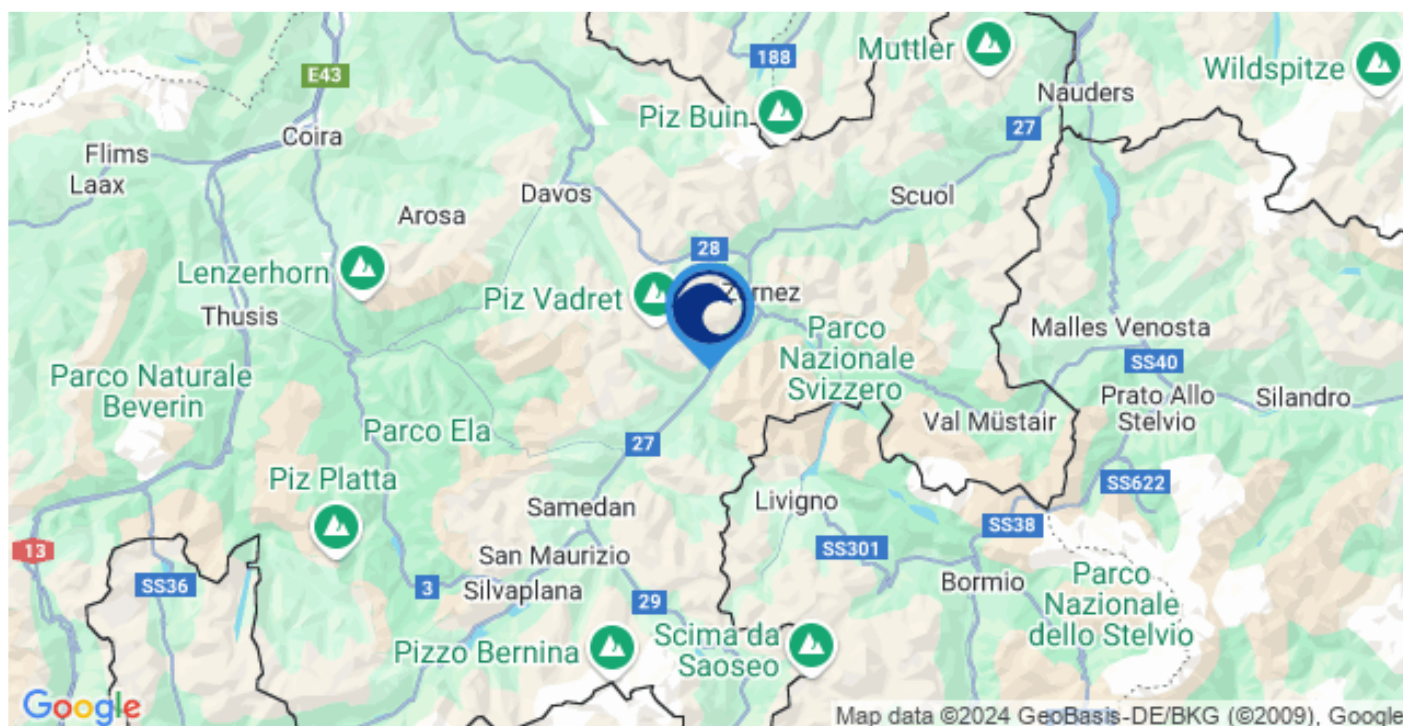 188
Muttler
Wildspitze
E43
Nauders
Piz Buin
27
Coira
Flims
Laax
Davos
Scuol
Arosa
28
Lenzerhorn
Piz Vadret
Thusis
Parco
Nazionale
Svizzero
Malles Venosta
SS40
Parco Naturale
Beverin
Prato Allo
Stelvio
Silandro
Val Müstair
Parco Ela
27
Piz Platta
SS622
Samedan
Livigno
SS38
13
San Maurizio
SS301
SS36
3
Silvaplana
Bormio
29
Parco
Nazionale
dello Stelvio
Pizzo Bernina
Scima da
Saoseo
Google
Map data ©2024 GeoBasis-DE/BKG (©2009), Google